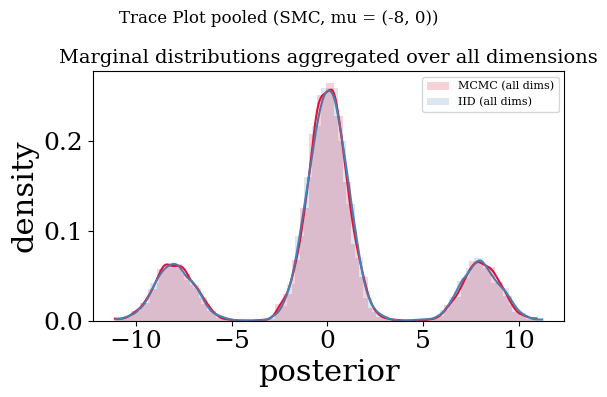 Trace Plot pooled (SMC, mu = (-8, 0))
Marginal distributions aggregated over all dimensions
MCMC (all dims)
IID (all dims)
density
0.2
0.1
0.0
−10
−5
0
5
10
posterior